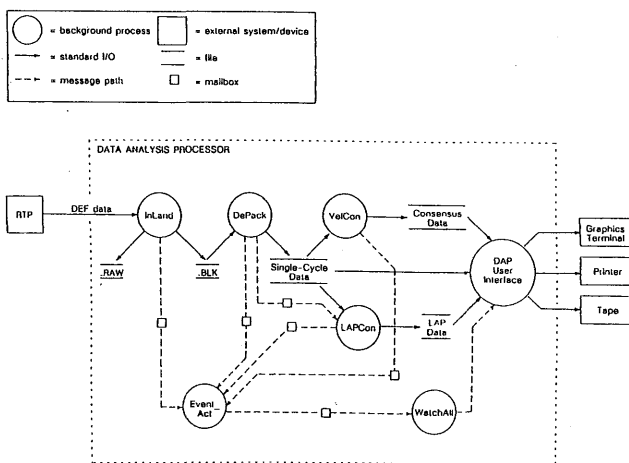 = background process
= external system/device
= standard I/O
= file
= message path
= mailbox
DATA ANALYSIS PROCESSOR
RTP
DEF data
InLand
DePack
VelCon
Consensus
Data
.RAW
.BLK
Single-Cycle
Data
DAP
User
Interface
Graphics
Terminal
Printer
Tape
LAPCon
LAP
Data
Event_
Act
WatchAll